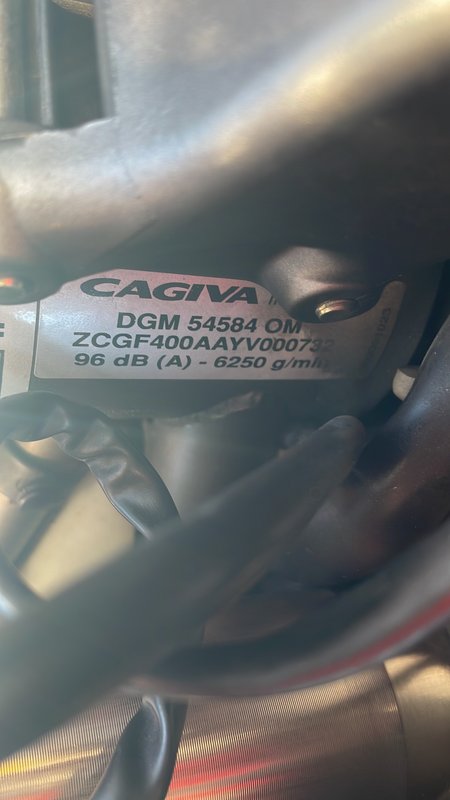 CAGIVA
DGM 54584 OM
ZCGF400AAYV000732
96 dB (A) - 6250 g/min